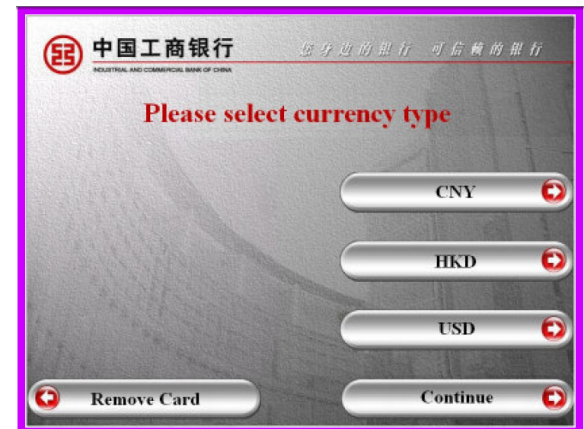 中国工商银行
INDUSTRIAL AND COMMERCIAL BANK OF CHINA
您身边的银行 可信赖的银行
Please select currency type
CNY
HKD
USD
Remove Card
Continue